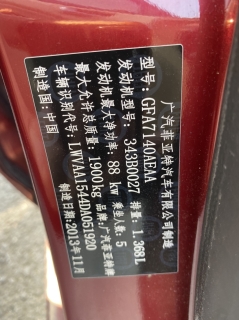 广汽菲亚特汽车有限公司制造
型号: GFA7140AEAA
发动机型号: 343B0027 排量: 1.368L
发动机最大净功率: 88 kw 乘坐人数: 5
最大允许总质量: 1900kg 品牌: 广汽菲亚特牌
车辆识别代号: LWVAA1544DA051920
制造国: 中国 制造日期: 2013年11月